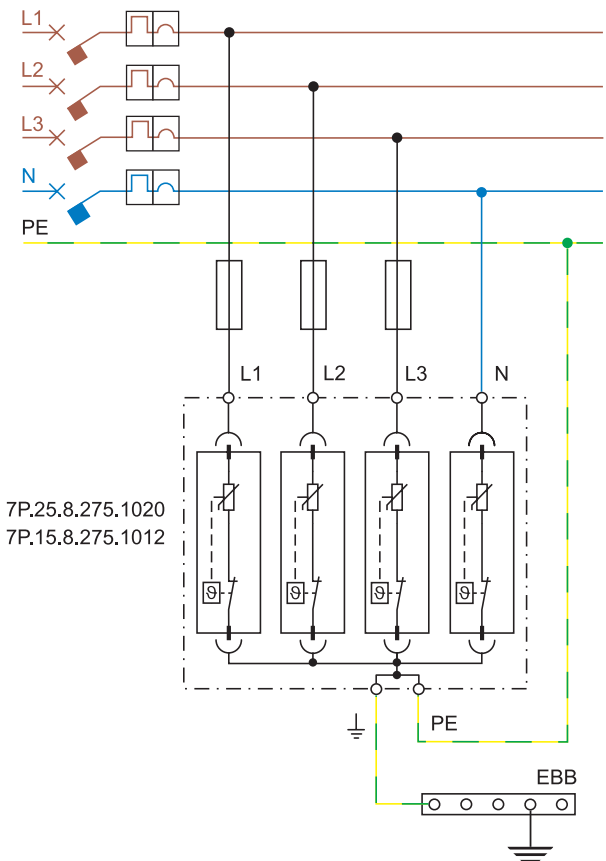 L1
L2
L3
N
PE
L1 L2 L3 N
7P.25.8.275.1020
7P.15.8.275.1012
ϑ ϑ ϑ ϑ
PE
EBB